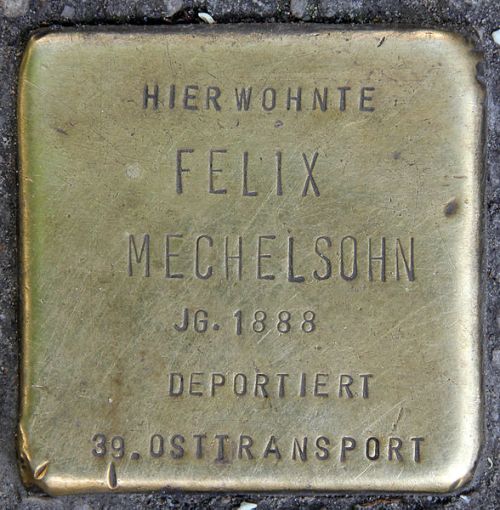 HIER WOHNTE
FELIX
MECHELSOHN
JG. 1888
DEPORTIERT
39. OSTTRANSPORT